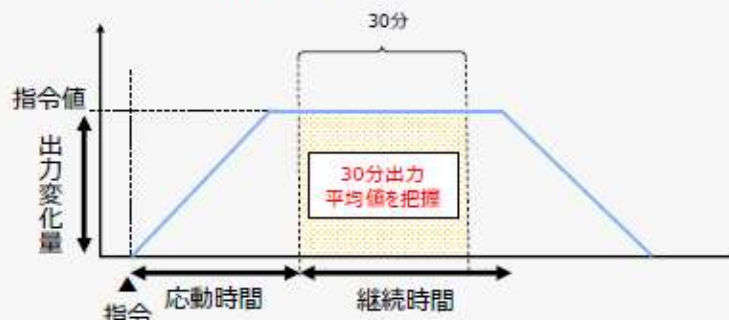 30分
指令値
出力変化量
30分出力
平均値を把握
応動時間
継続時間
指令